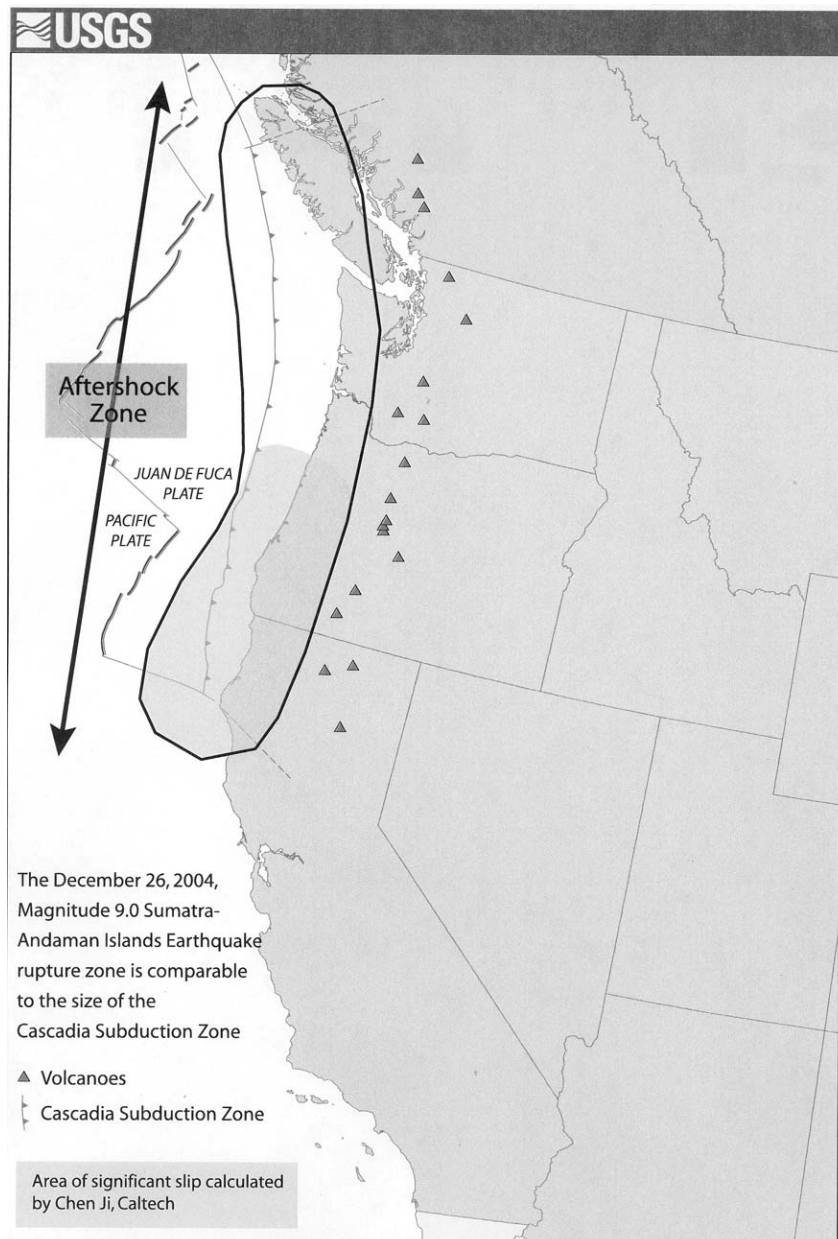 USGS
Aftershock
Zone
JUAN DE FUCA
PLATE
PACIFIC
PLATE
The December 26, 2004,
Magnitude 9.0 Sumatra-
Andaman Islands Earthquake
rupture zone is comparable
to the size of the
Cascadia Subduction Zone
Volcanoes
Cascadia Subduction Zone
Area of significant slip calculated
by Chen Ji, Caltech